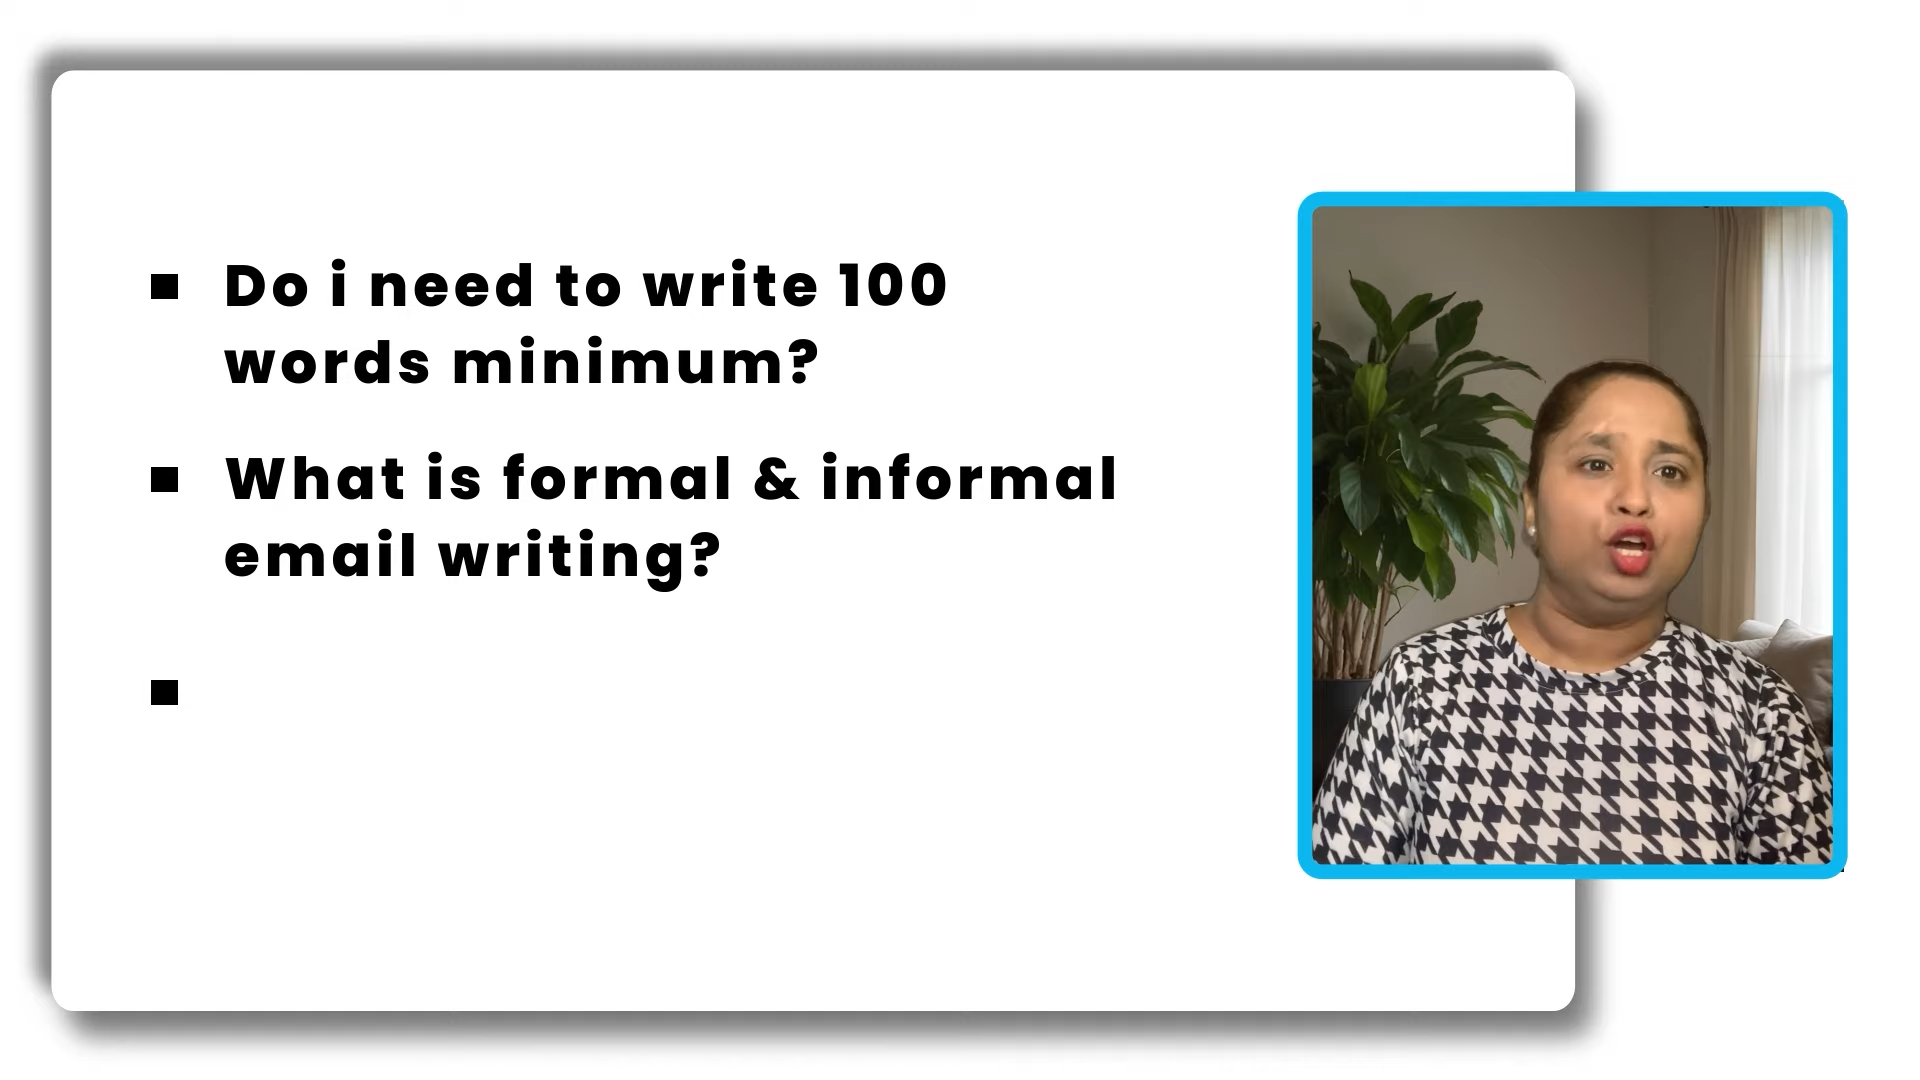 Do i need to write 100
words minimum?
What is formal & informal
email writing?